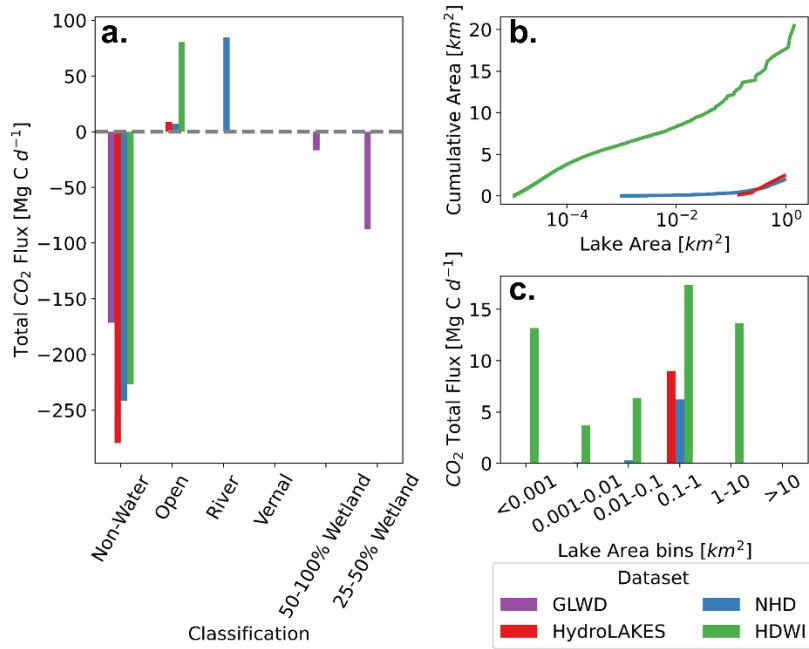 a.
100
50
0
−50
−100
−150
−200
−250
Total CO2 Flux [Mg C d−1]
Non-Water
Open
River
Vernal
50-100% Wetland
25-50% Wetland
Classification
b.
20
15
10
5
0
Cumulative Area [km2]
10−4
10−2
100
Lake Area [km2]
c.
15
10
5
0
CO2 Total Flux [Mg C d−1]
<0.001
0.001-0.01
0.01-0.1
0.1-1
1-10
>10
Lake Area bins [km2]
Dataset
GLWD
NHD
HydroLAKES
HDWI